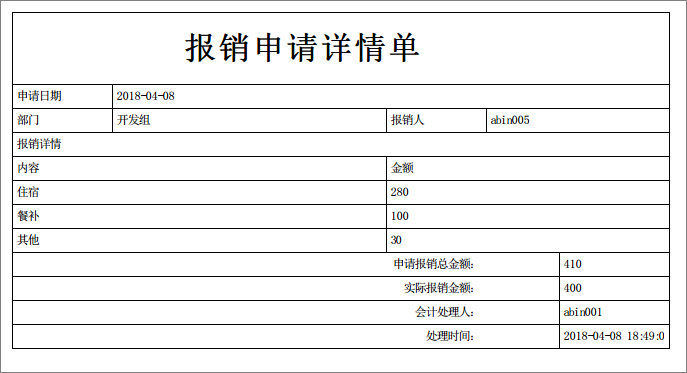 报销申请详情单
申请日期 2018-04-08
部门 开发组 报销人 abin005
报销详情
内容 金额
住宿 280
餐补 100
其他 30
申请报销总金额: 410
实际报销金额: 400
会计处理人: abin001
处理时间: 2018-04-08 18:49:0